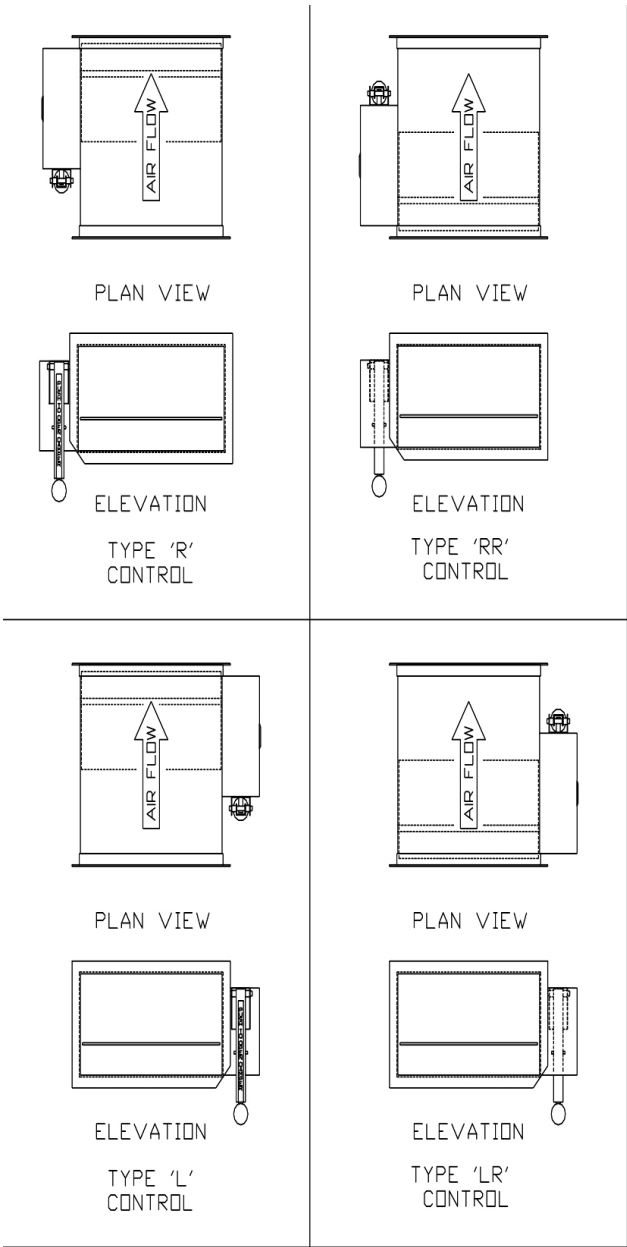 AIR FLOW
PLAN VIEW
ELEVATION
TYPE 'R'
CONTROL
AIR FLOW
PLAN VIEW
ELEVATION
TYPE 'RR'
CONTROL
AIR FLOW
PLAN VIEW
ELEVATION
TYPE 'L'
CONTROL
AIR FLOW
PLAN VIEW
ELEVATION
TYPE 'LR'
CONTROL